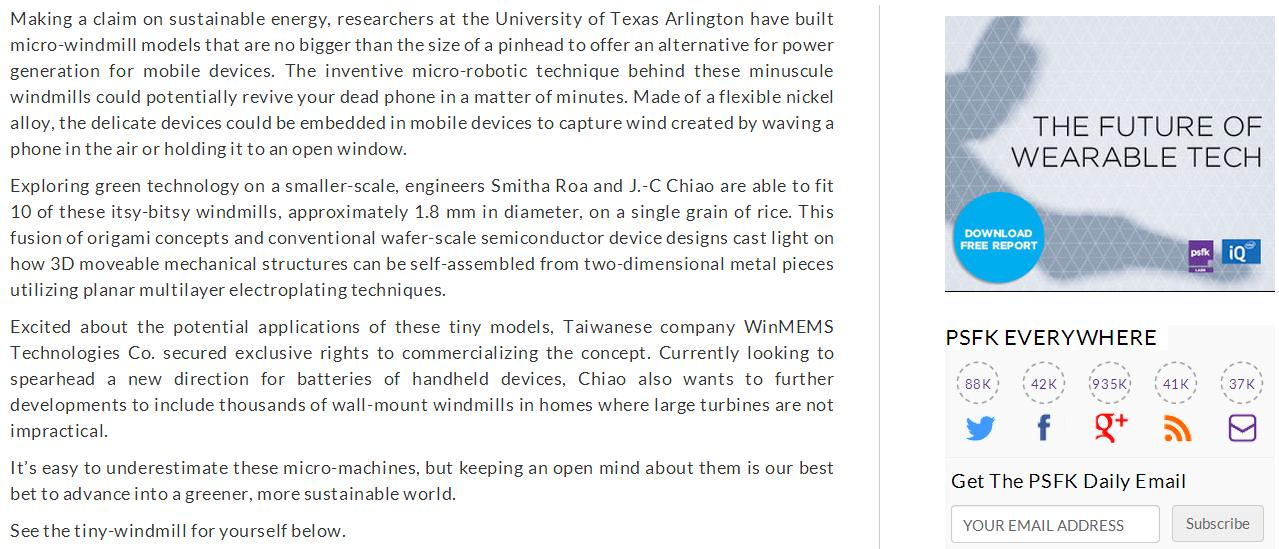 Making a claim on sustainable energy, researchers at the University of Texas Arlington have built
micro-windmill models that are no bigger than the size of a pinhead to offer an alternative for power
generation for mobile devices. The inventive micro-robotic technique behind these minuscule
windmills could potentially revive your dead phone in a matter of minutes. Made of a flexible nickel
alloy, the delicate devices could be embedded in mobile devices to capture wind created by waving a
phone in the air or holding it to an open window.
Exploring green technology on a smaller-scale, engineers Smitha Roa and J.-C Chiao are able to fit
10 of these itsy-bitsy windmills, approximately 1.8 mm in diameter, on a single grain of rice. This
fusion of origami concepts and conventional wafer-scale semiconductor device designs cast light on
how 3D moveable mechanical structures can be self-assembled from two-dimensional metal pieces
utilizing planar multilayer electroplating techniques.
Excited about the potential applications of these tiny models, Taiwanese company WinMEMS
Technologies Co. secured exclusive rights to commercializing the concept. Currently looking to
spearhead a new direction for batteries of handheld devices, Chiao also wants to further
developments to include thousands of wall-mount windmills in homes where large turbines are not
impractical.
It’s easy to underestimate these micro-machines, but keeping an open mind about them is our best
bet to advance into a greener, more sustainable world.
See the tiny-windmill for yourself below.
THE FUTURE OF
WEARABLE TECH
DOWNLOAD
FREE REPORT
psfk
LABS
intel
iQ
PSFK EVERYWHERE
88K 42K 935K 41K 37K
Get The PSFK Daily Email
YOUR EMAIL ADDRESS
Subscribe